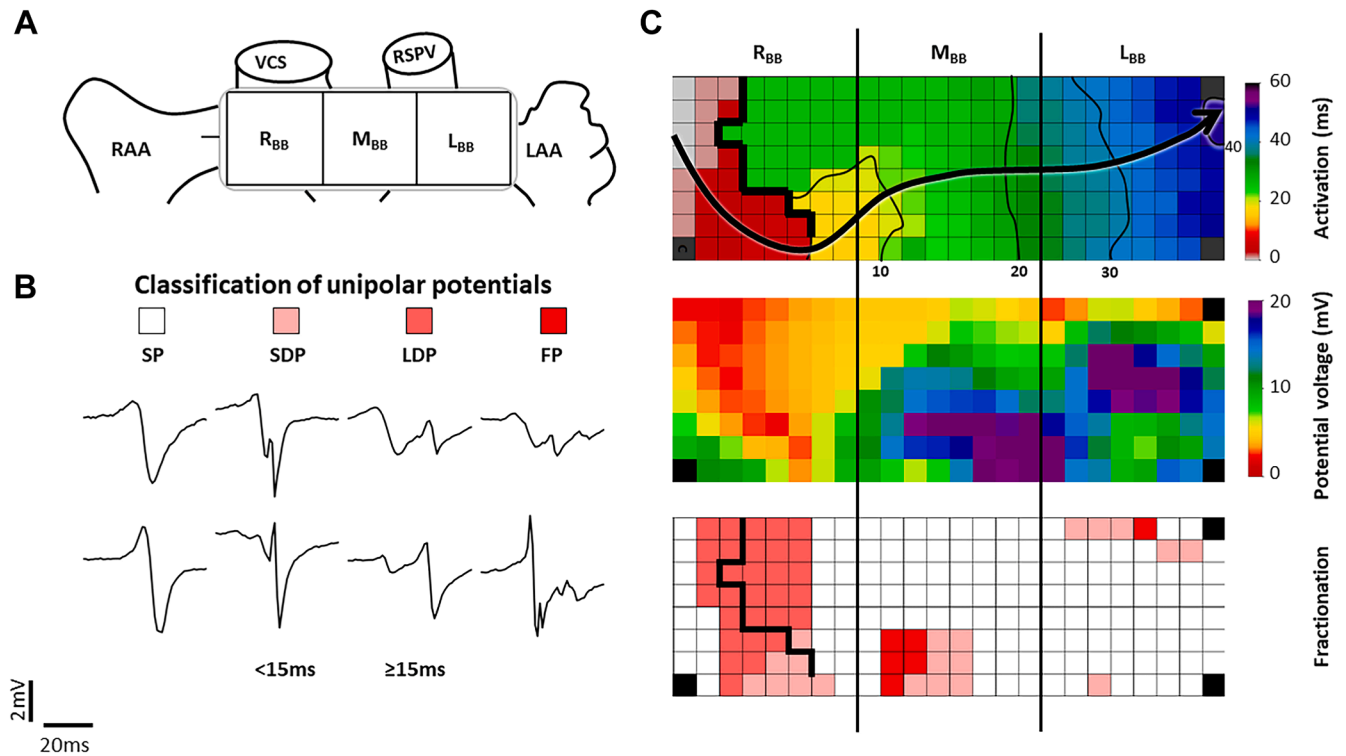 A
VCS
RSPV
RAA
RBB
MBB
LBB
LAA
B
Classification of unipolar potentials
SP
SDP
LDP
FP
<15ms
≥15ms
2mV
20ms
C
RBB
MBB
LBB
40
10
20
30
60
40
20
0
Activation (ms)
20
10
0
Potential voltage (mV)
Fractionation